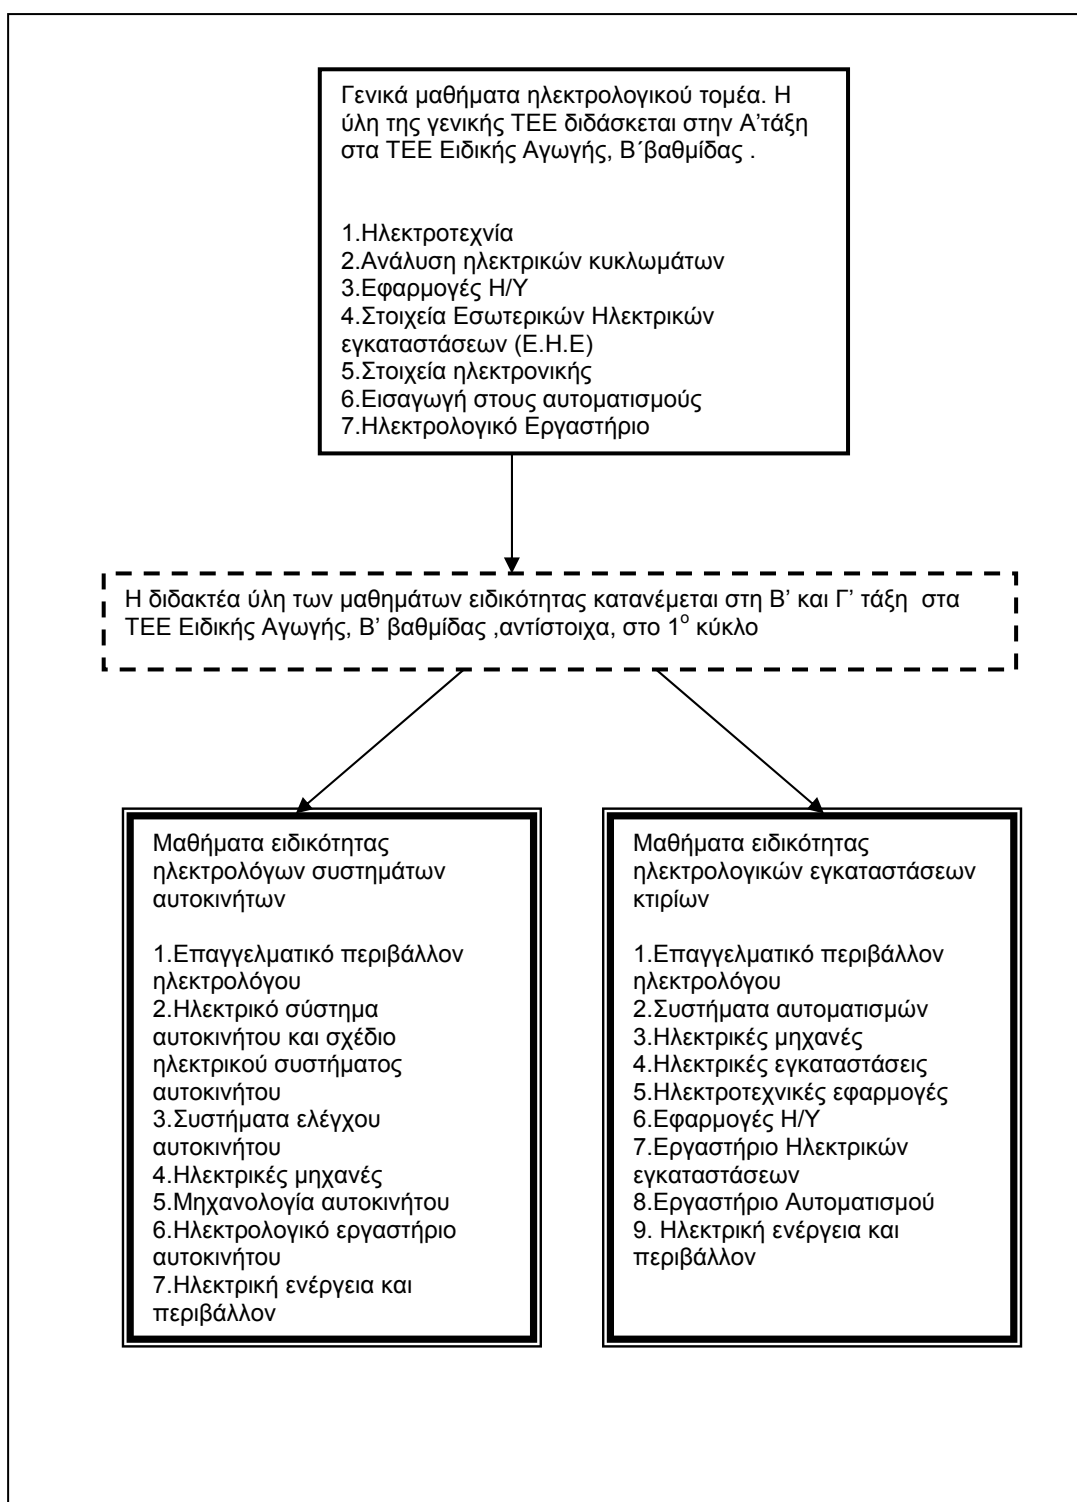 Γενικά μαθήματα ηλεκτρολογικού τομέα. Η
ύλη της γενικής ΤΕΕ διδάσκεται στην Α'τάξη
στα ΤΕΕ Ειδικής Αγωγής, Β΄βαθμίδας .
1.Ηλεκτροτεχνία
2.Ανάλυση ηλεκτρικών κυκλωμάτων
3.Εφαρμογές Η/Υ
4.Στοιχεία Εσωτερικών Ηλεκτρικών
εγκαταστάσεων (Ε.Η.Ε)
5.Στοιχεία ηλεκτρονικής
6.Εισαγωγή στους αυτοματισμούς
7.Ηλεκτρολογικό Εργαστήριο
Η διδακτέα ύλη των μαθημάτων ειδικότητας κατανέμεται στη Β' και Γ' τάξη στα
ΤΕΕ Ειδικής Αγωγής, Β' βαθμίδας ,αντίστοιχα, στο 1ο κύκλο
Μαθήματα ειδικότητας
ηλεκτρολόγων συστημάτων
αυτοκινήτων
1.Επαγγελματικό περιβάλλον
ηλεκτρολόγου
2.Ηλεκτρικό σύστημα
αυτοκινήτου και σχέδιο
ηλεκτρικού συστήματος
αυτοκινήτου
3.Συστήματα ελέγχου
αυτοκινήτου
4.Ηλεκτρικές μηχανές
5.Μηχανολογία αυτοκινήτου
6.Ηλεκτρολογικό εργαστήριο
αυτοκινήτου
7.Ηλεκτρική ενέργεια και
περιβάλλον
Μαθήματα ειδικότητας
ηλεκτρολογικών εγκαταστάσεων
κτιρίων
1.Επαγγελματικό περιβάλλον
ηλεκτρολόγου
2.Συστήματα αυτοματισμών
3.Ηλεκτρικές μηχανές
4.Ηλεκτρικές εγκαταστάσεις
5.Ηλεκτροτεχνικές εφαρμογές
6.Εφαρμογές Η/Υ
7.Εργαστήριο Ηλεκτρικών
εγκαταστάσεων
8.Εργαστήριο Αυτοματισμού
9. Ηλεκτρική ενέργεια και
περιβάλλον